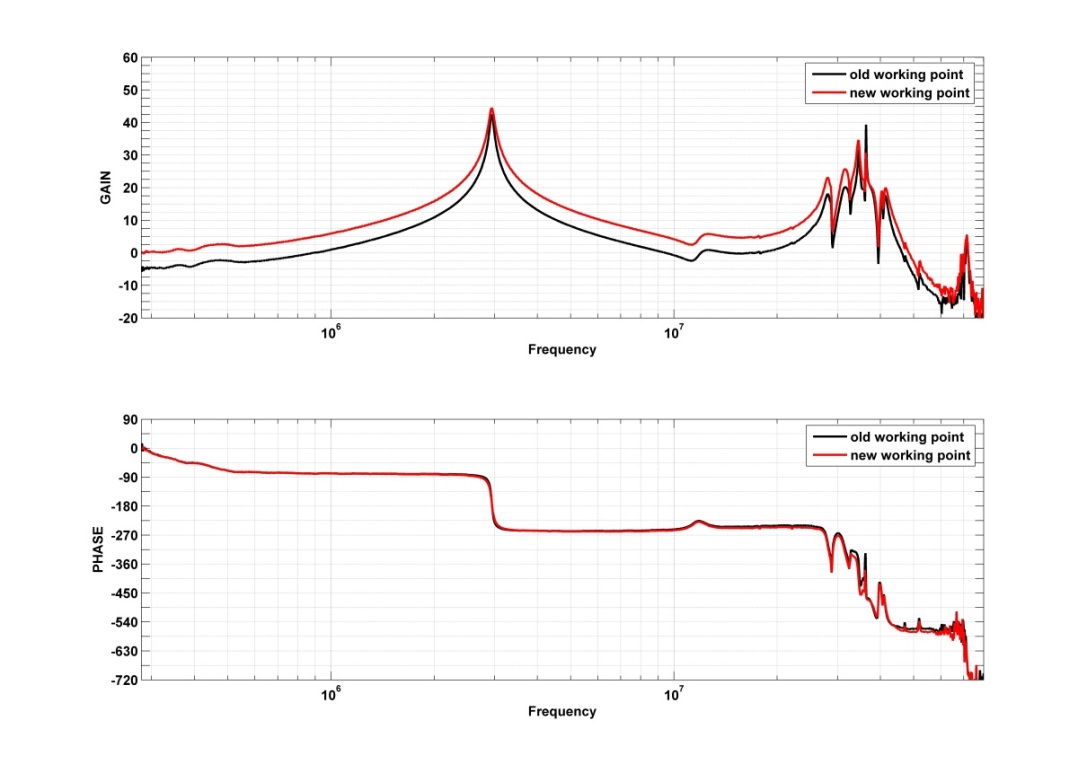 60
50
40
30
20
10
0
-10
-20
GAIN
old working point
new working point
10^6
10^7
Frequency
90
0
-90
-180
-270
-360
-450
-540
-630
-720
PHASE
old working point
new working point
10^6
10^7
Frequency